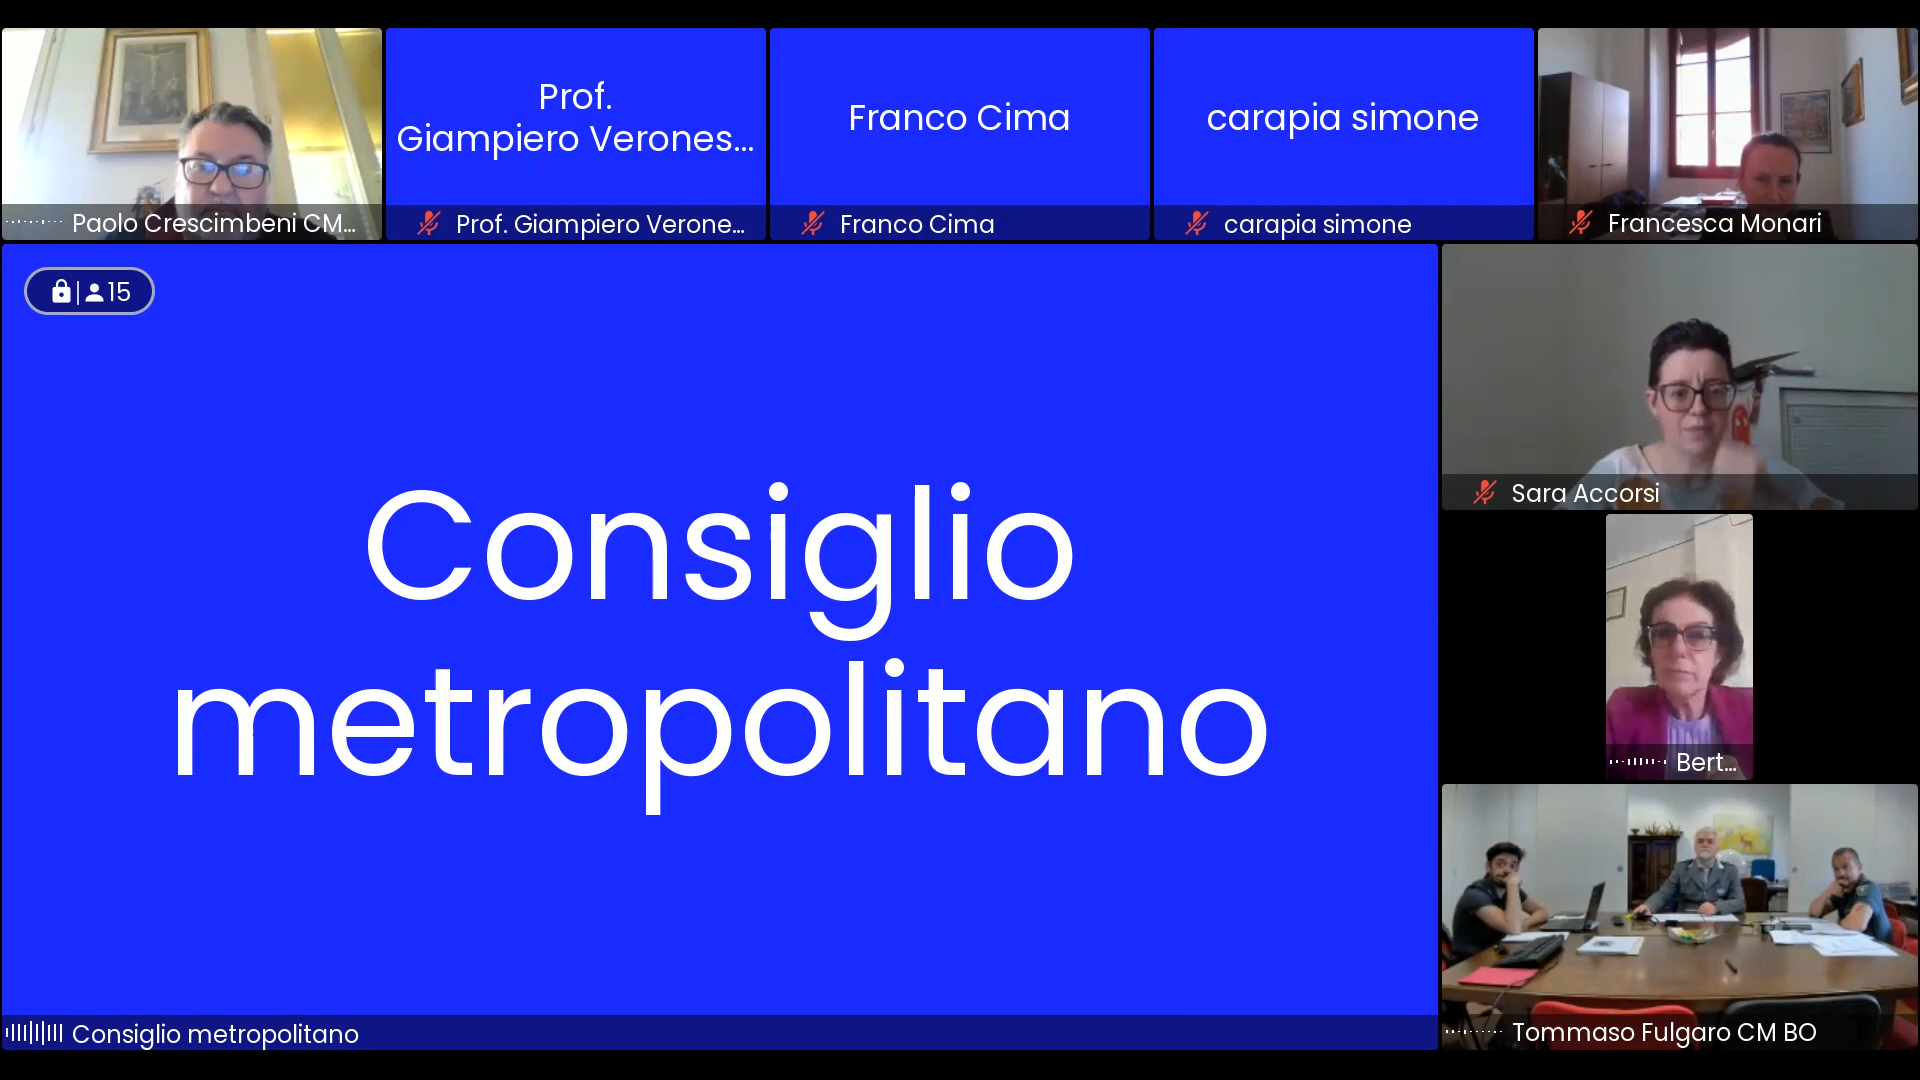 Prof.
Giampiero Verones...
Franco Cima
carapia simone
Paolo Crescimbeni CM...
Prof. Giampiero Verone...
Franco Cima
carapia simone
Francesca Monari
15
Consiglio
metropolitano
Sara Accorsi
Bert...
Tommaso Fulgaro CM BO
Consiglio metropolitano